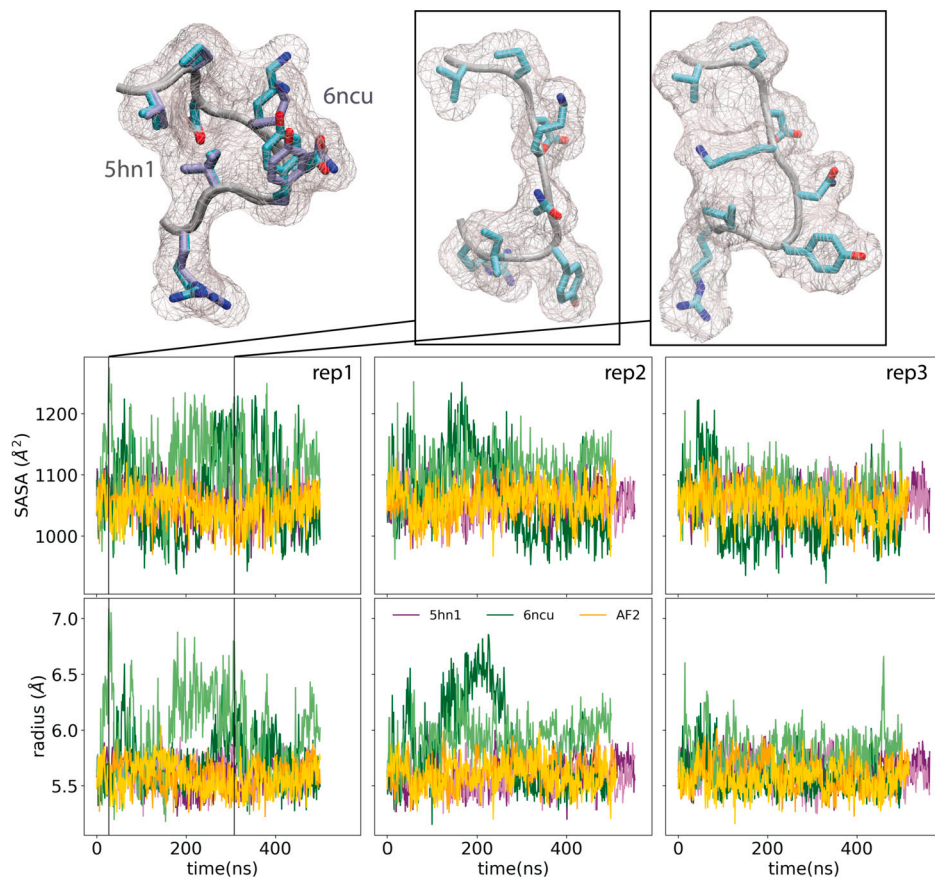 6ncu
5hn1
rep1
rep2
rep3
SASA (Å²)
1200
1100
1000
5hn1
6ncu
AF2
radius (Å)
7.0
6.5
6.0
5.5
0
200
400
0
200
400
0
200
400
time(ns)
time(ns)
time(ns)